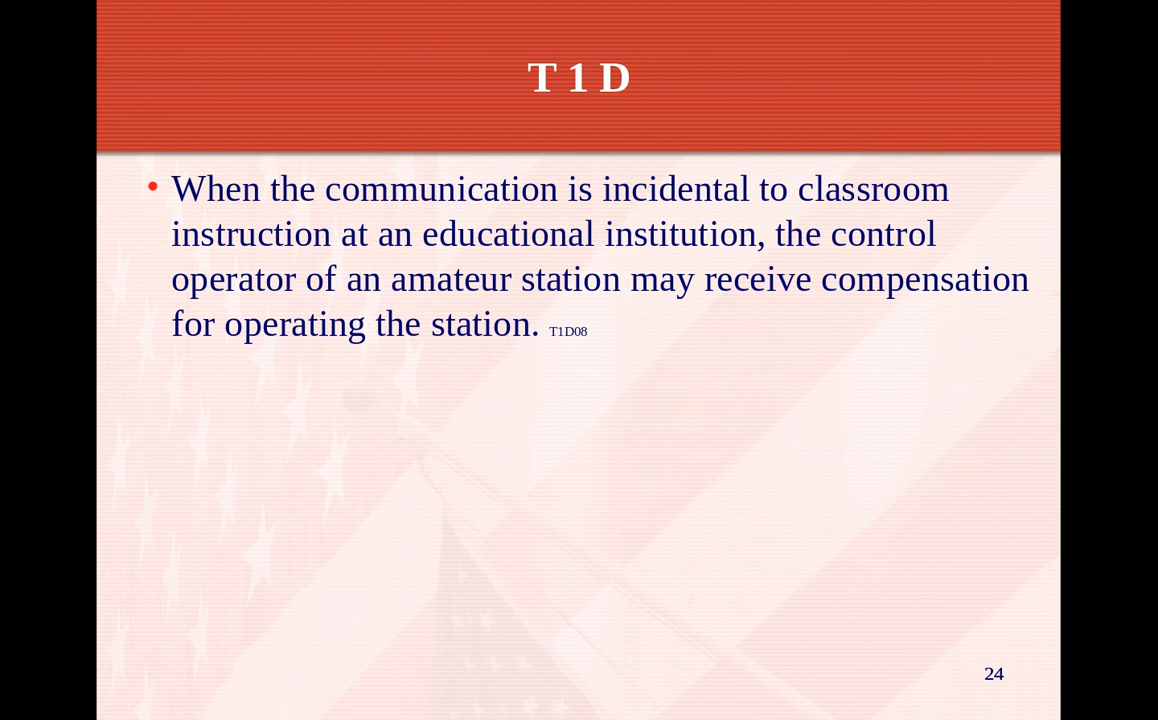 T 1 D
• When the communication is incidental to classroom
instruction at an educational institution, the control
operator of an amateur station may receive compensation
for operating the station. T1D08
24